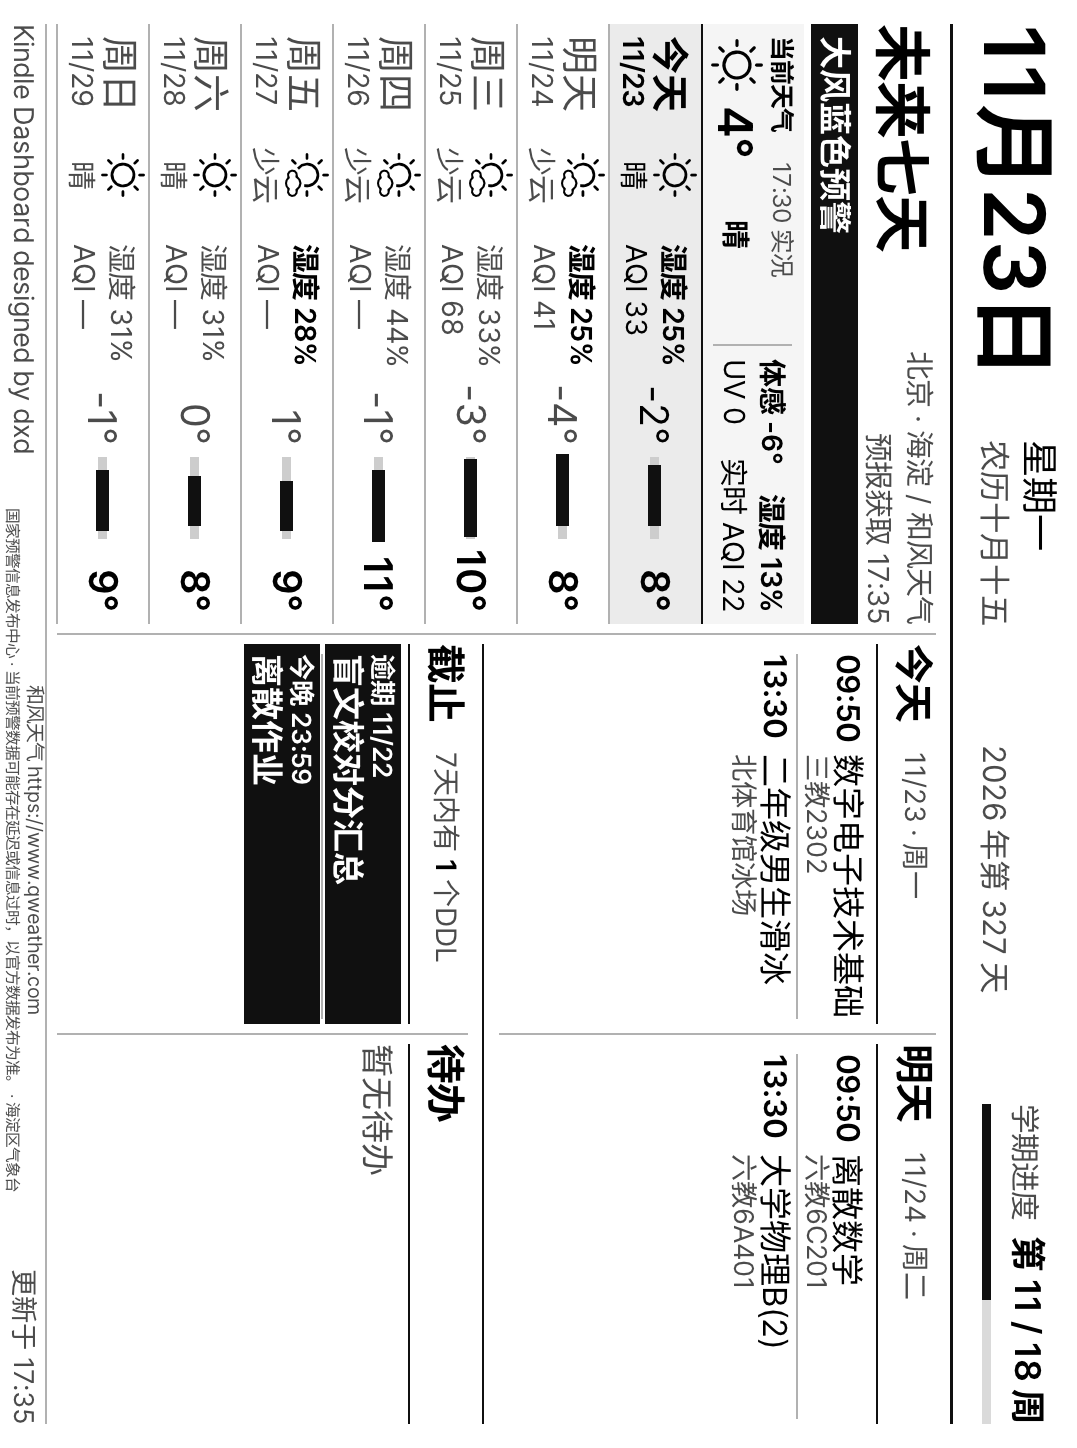 11月23日
星期一
农历十月十五
2026 年第 327 天
学期进度 第 11 / 18 周
未来七天
北京 · 海淀 / 和风天气
预报获取 17:35
大风蓝色预警
当前天气 17:30 实况
4° 晴
体感 -6° 湿度 13%
UV 0 实时 AQI 22
今天
11/23
晴
湿度 25%
AQI 33
-2° 8°
明天
11/24
少云
湿度 25%
AQI 41
-4° 8°
周三
11/25
少云
湿度 33%
AQI 68
-3° 10°
周四
11/26
少云
湿度 44%
AQI —
-1° 11°
周五
11/27
少云
湿度 28%
AQI —
1° 9°
周六
11/28
晴
湿度 31%
AQI —
0° 8°
周日
11/29
晴
湿度 31%
AQI —
-1° 9°
今天 11/23 · 周一
09:50 数字电子技术基础
三教2302
13:30 二年级男生滑冰
北体育馆冰场
明天 11/24 · 周二
09:50 离散数学
六教6C201
13:30 大学物理B(2)
六教6A401
截止 7天内有 1 个DDL
逾期 11/22
盲文校对分汇总
今晚 23:59
离散作业
待办
暂无待办
Kindle Dashboard designed by dxd
和风天气 https://www.qweather.com
国家预警信息发布中心 · 当前预警数据可能存在延迟或信息过时，以官方数据发布为准。 · 海淀区气象台
更新于 17:35